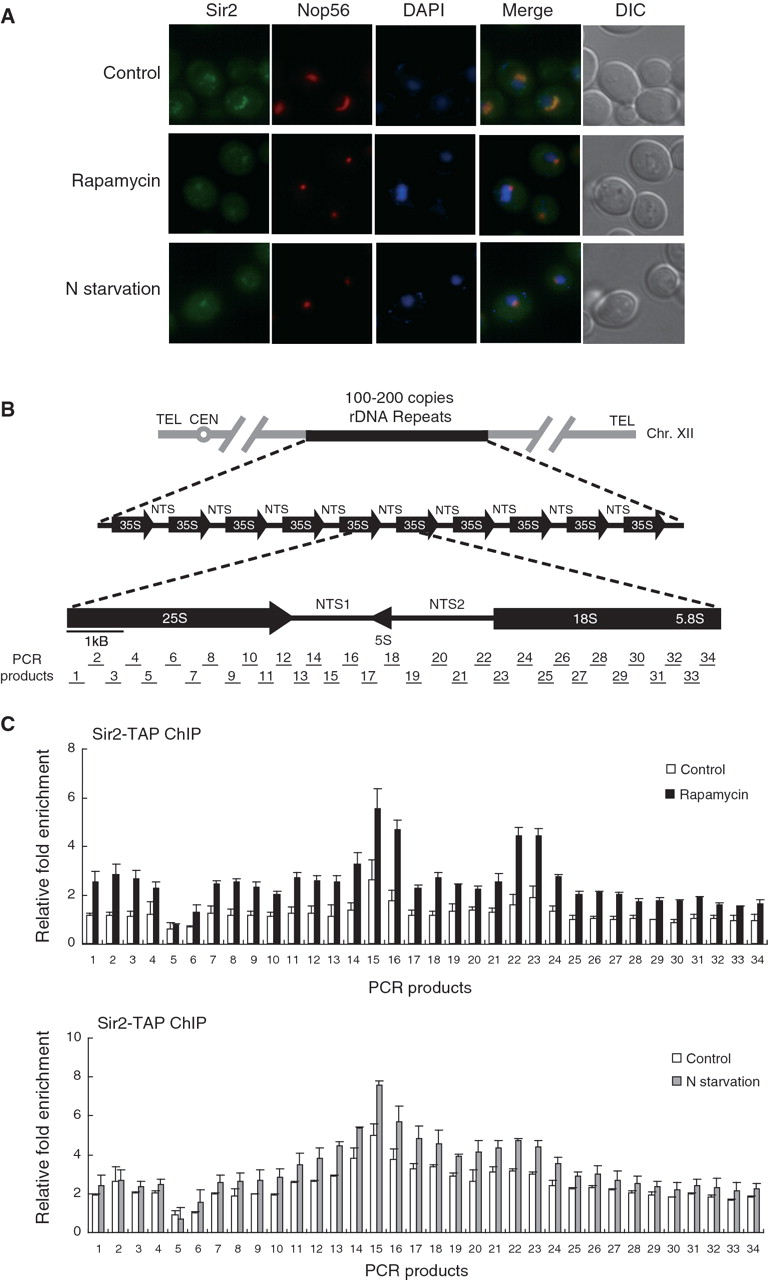 A
Sir2 Nop56 DAPI Merge DIC
Control
Rapamycin
N starvation
B
100-200 copies
rDNA Repeats
TEL CEN TEL
Chr. XII
NTS NTS NTS NTS NTS NTS NTS NTS NTS
35S 35S 35S 35S 35S 35S 35S 35S 35S 35S
25S NTS1 NTS2 18S 5.8S
5S
1kB
PCR products
2 4 6 8 10 12 14 16 18 20 22 24 26 28 30 32 34
1 3 5 7 9 11 13 15 17 19 21 23 25 27 29 31 33
C
Sir2-TAP ChIP
Relative fold enrichment
8
6
4
2
0
Control
Rapamycin
1 2 3 4 5 6 7 8 9 10 11 12 13 14 15 16 17 18 19 20 21 22 23 24 25 26 27 28 29 30 31 32 33 34
PCR products
Sir2-TAP ChIP
Relative fold enrichment
10
8
6
4
2
0
Control
N starvation
1 2 3 4 5 6 7 8 9 10 11 12 13 14 15 16 17 18 19 20 21 22 23 24 25 26 27 28 29 30 31 32 33 34
PCR products